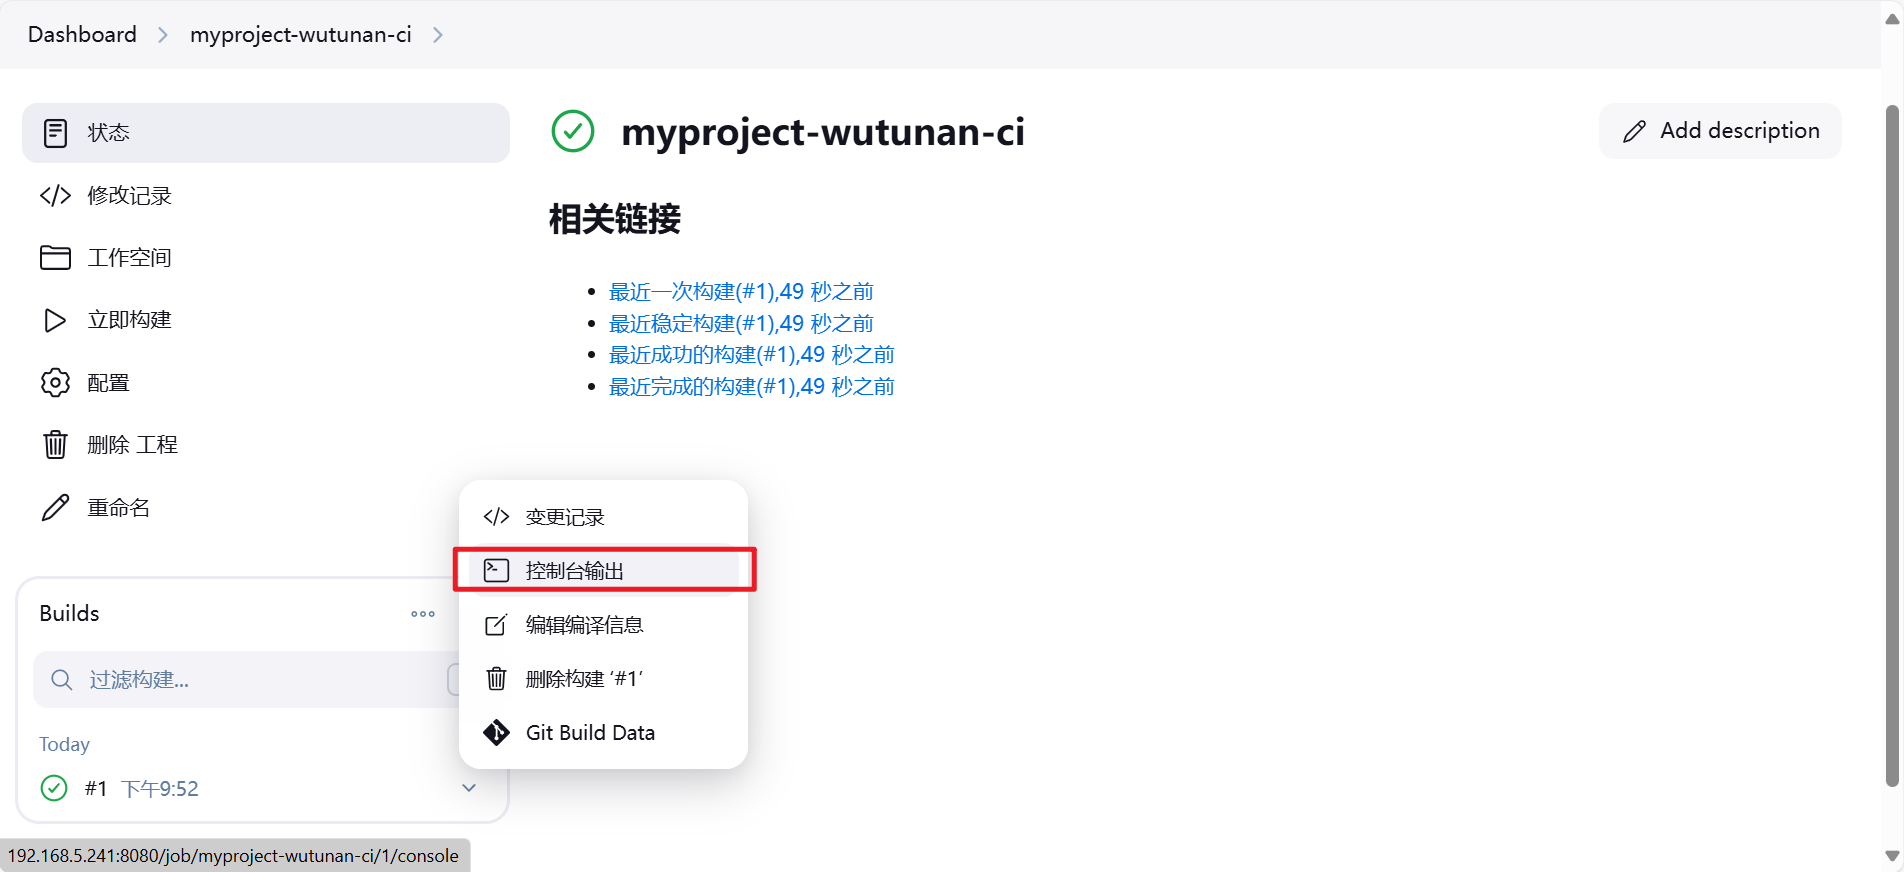 Dashboard
myproject-wutunan-ci
状态
修改记录
工作空间
立即构建
配置
删除 工程
重命名
myproject-wutunan-ci
Add description
相关链接
最近一次构建(#1),49 秒之前
最近稳定构建(#1),49 秒之前
最近成功的构建(#1),49 秒之前
最近完成的构建(#1),49 秒之前
变更记录
控制台输出
编辑编译信息
删除构建 ‘#1’
Git Build Data
Builds
过滤构建...
Today
#1 下午9:52
192.168.5.241:8080/job/myproject-wutunan-ci/1/console